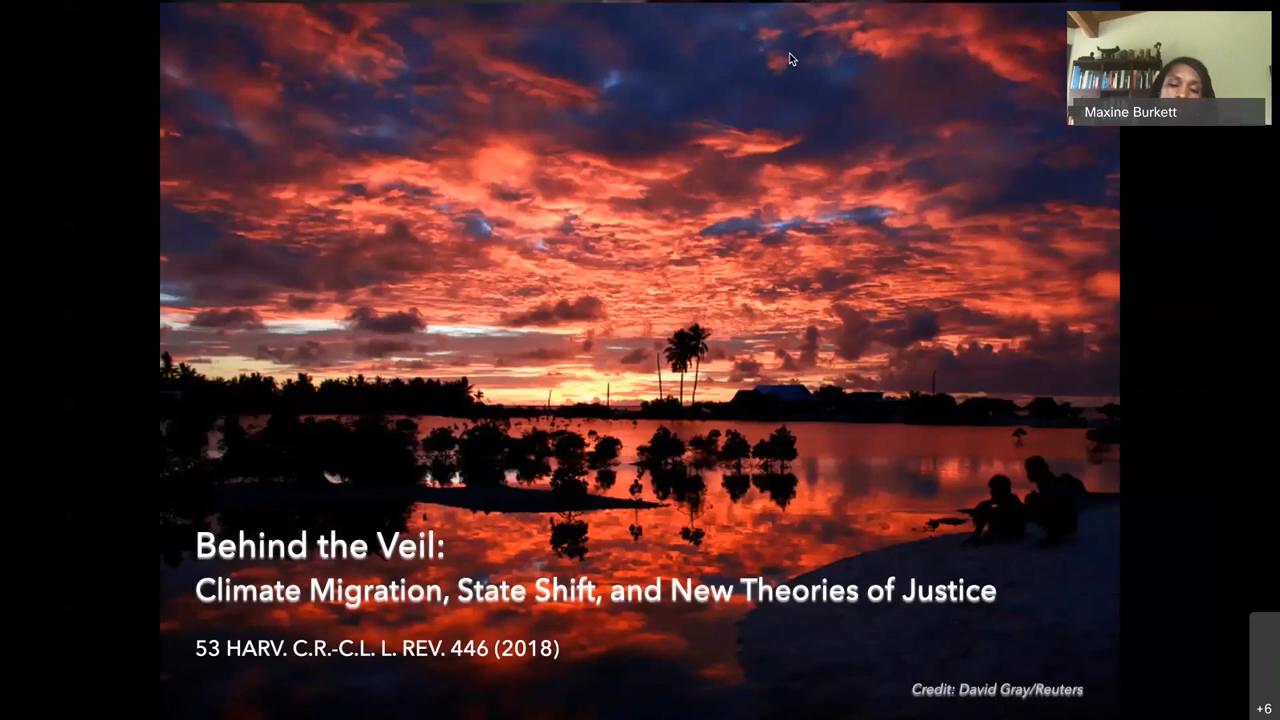 Maxine Burkett
Behind the Veil:
Climate Migration, State Shift, and New Theories of Justice
53 HARV. C.R.-C.L. L. REV. 446 (2018)
Credit: David Gray/Reuters
+6